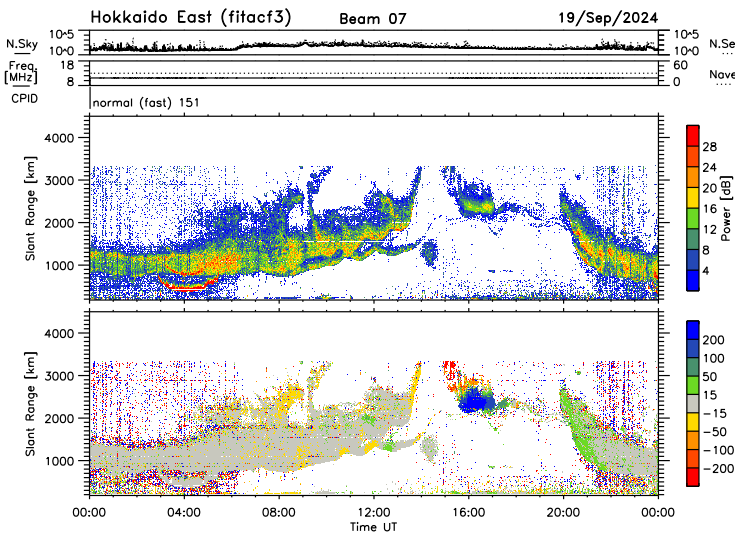 Hokkaido East (fitacf3) Beam 07 19/Sep/2024
N.Sky 10^5 10^5 N.Se
10^0 10^0
Freq. 18 60
[MHz] 8 0 Nave
CPID normal (fast) 151
4000
3000
2000
1000
Slant Range [km]
28
24
20
16
12
8
4
Power [dB]
4000
3000
2000
1000
Slant Range [km]
200
100
50
15
-15
-50
-100
-200
00:00 04:00 08:00 12:00 16:00 20:00 00:00
Time UT